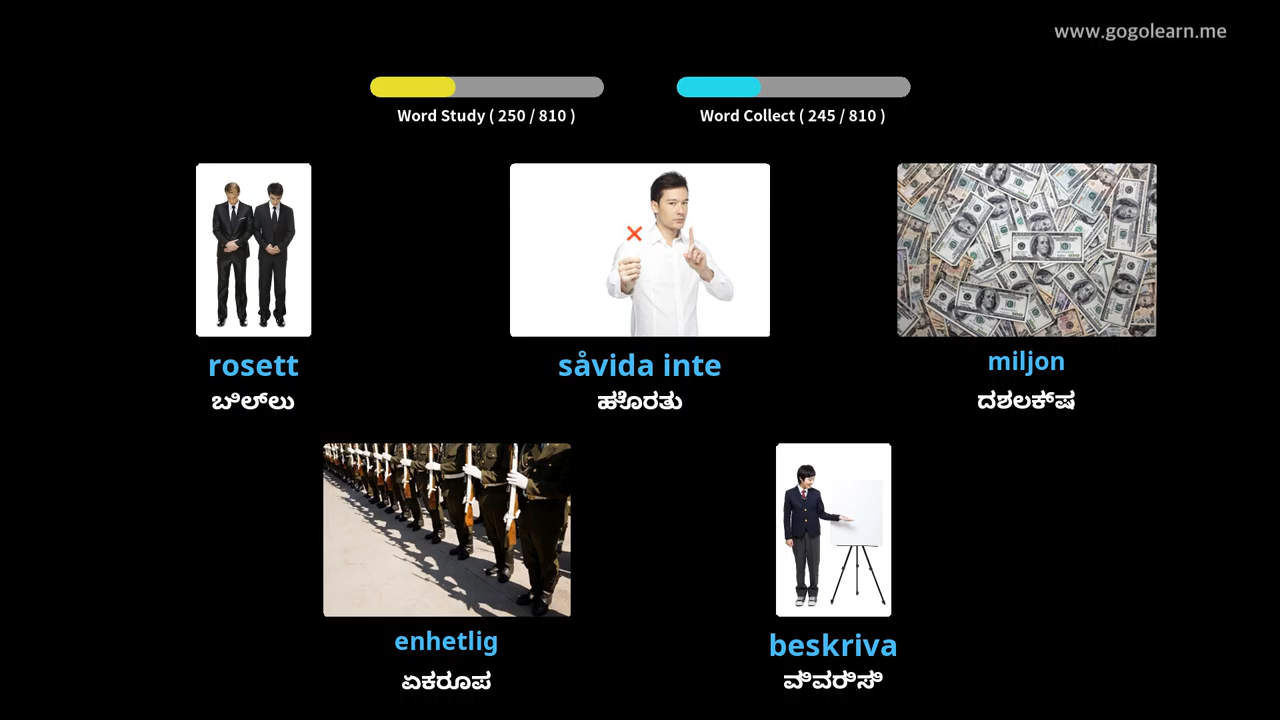 www.gogolearn.me
Word Study ( 250 / 810 )
Word Collect ( 245 / 810 )
rosett
ಬಿಲ್ಲು
såvida inte
ಹೊರತು
miljon
ದಶಲಕ್ಷ
enhetlig
ಏಕರೂಪ
beskriva
ವಿವರಿಸಿ